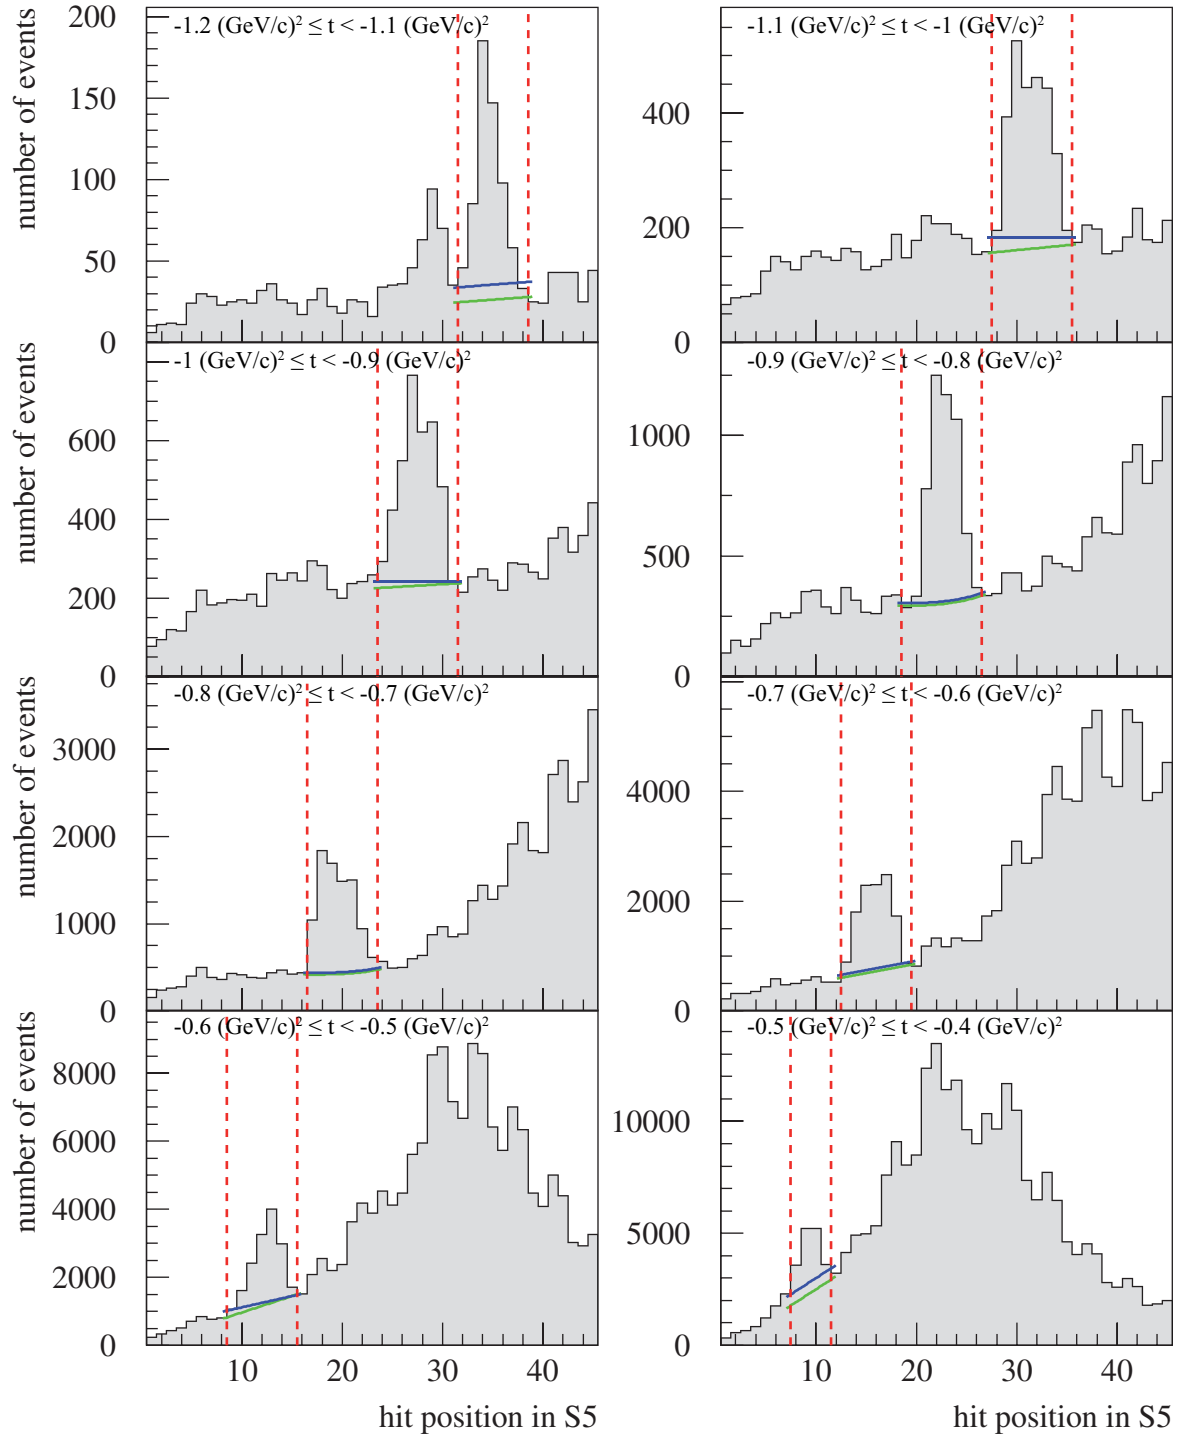 number of events
-1.2 (GeV/c)² ≤ t < -1.1 (GeV/c)²
200
150
100
50
0
-1.1 (GeV/c)² ≤ t < -1 (GeV/c)²
400
200
0
number of events
-1 (GeV/c)² ≤ t < -0.9 (GeV/c)²
600
400
200
0
-0.9 (GeV/c)² ≤ t < -0.8 (GeV/c)²
1000
500
0
number of events
-0.8 (GeV/c)² ≤ t < -0.7 (GeV/c)²
3000
2000
1000
0
-0.7 (GeV/c)² ≤ t < -0.6 (GeV/c)²
4000
2000
0
number of events
-0.6 (GeV/c)² ≤ t < -0.5 (GeV/c)²
8000
6000
4000
2000
0
10 20 30 40
hit position in S5
-0.5 (GeV/c)² ≤ t < -0.4 (GeV/c)²
10000
5000
0
10 20 30 40
hit position in S5